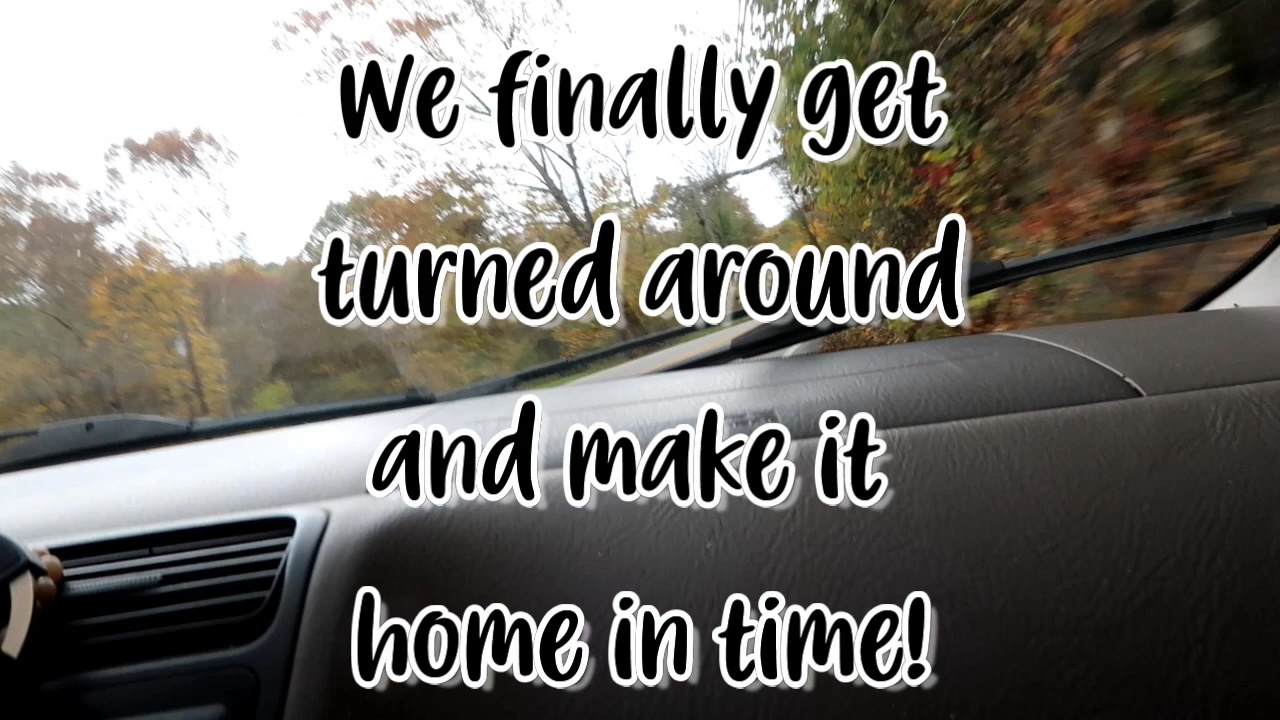 We finally get
turned around
and make it
home in time!